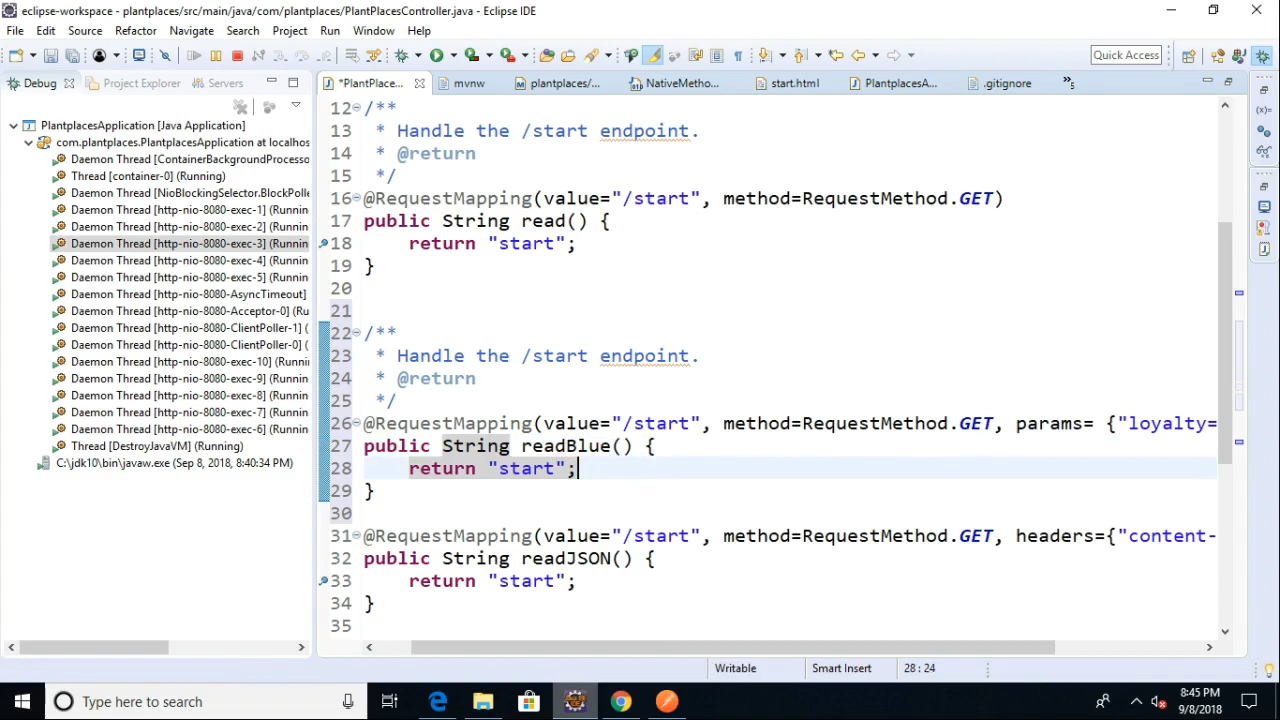 eclipse-workspace - plantplaces/src/main/java/com/plantplaces/PlantPlacesController.java - Eclipse IDE
File Edit Source Refactor Navigate Search Project Run Window Help
Quick Access
Debug Project Explorer Servers
*PlantPlace... mvnw plantplaces/... NativeMetho... start.html PlantplacesA... .gitignore »5
PlantplacesApplication [Java Application]
com.plantplaces.PlantplacesApplication at localhos
Daemon Thread [ContainerBackgroundProcesso
Thread [container-0] (Running)
Daemon Thread [NioBlockingSelector.BlockPolle
Daemon Thread [http-nio-8080-exec-1] (Runnin
Daemon Thread [http-nio-8080-exec-2] (Runnin
Daemon Thread [http-nio-8080-exec-3] (Runnin
Daemon Thread [http-nio-8080-exec-4] (Runnin
Daemon Thread [http-nio-8080-exec-5] (Runnin
Daemon Thread [http-nio-8080-AsyncTimeout]
Daemon Thread [http-nio-8080-Acceptor-0] (Run
Daemon Thread [http-nio-8080-ClientPoller-1] (
Daemon Thread [http-nio-8080-ClientPoller-0] (
Daemon Thread [http-nio-8080-exec-10] (Runnin
Daemon Thread [http-nio-8080-exec-9] (Runnin
Daemon Thread [http-nio-8080-exec-8] (Runnin
Daemon Thread [http-nio-8080-exec-7] (Runnin
Daemon Thread [http-nio-8080-exec-6] (Runnin
Thread [DestroyJavaVM] (Running)
C:\jdk10\bin\javaw.exe (Sep 8, 2018, 8:40:34 PM)
12 /**
13 * Handle the /start endpoint.
14 * @return
15 */
16 @RequestMapping(value="/start", method=RequestMethod.GET)
17 public String read() {
18 return "start";
19 }
20
21
22 /**
23 * Handle the /start endpoint.
24 * @return
25 */
26 @RequestMapping(value="/start", method=RequestMethod.GET, params= {"loyalty=
27 public String readBlue() {
28 return "start";
29 }
30
31 @RequestMapping(value="/start", method=RequestMethod.GET, headers={"content-
32 public String readJSON() {
33 return "start";
34 }
35
Writable Smart Insert 28 : 24
Type here to search
8:45 PM
9/8/2018